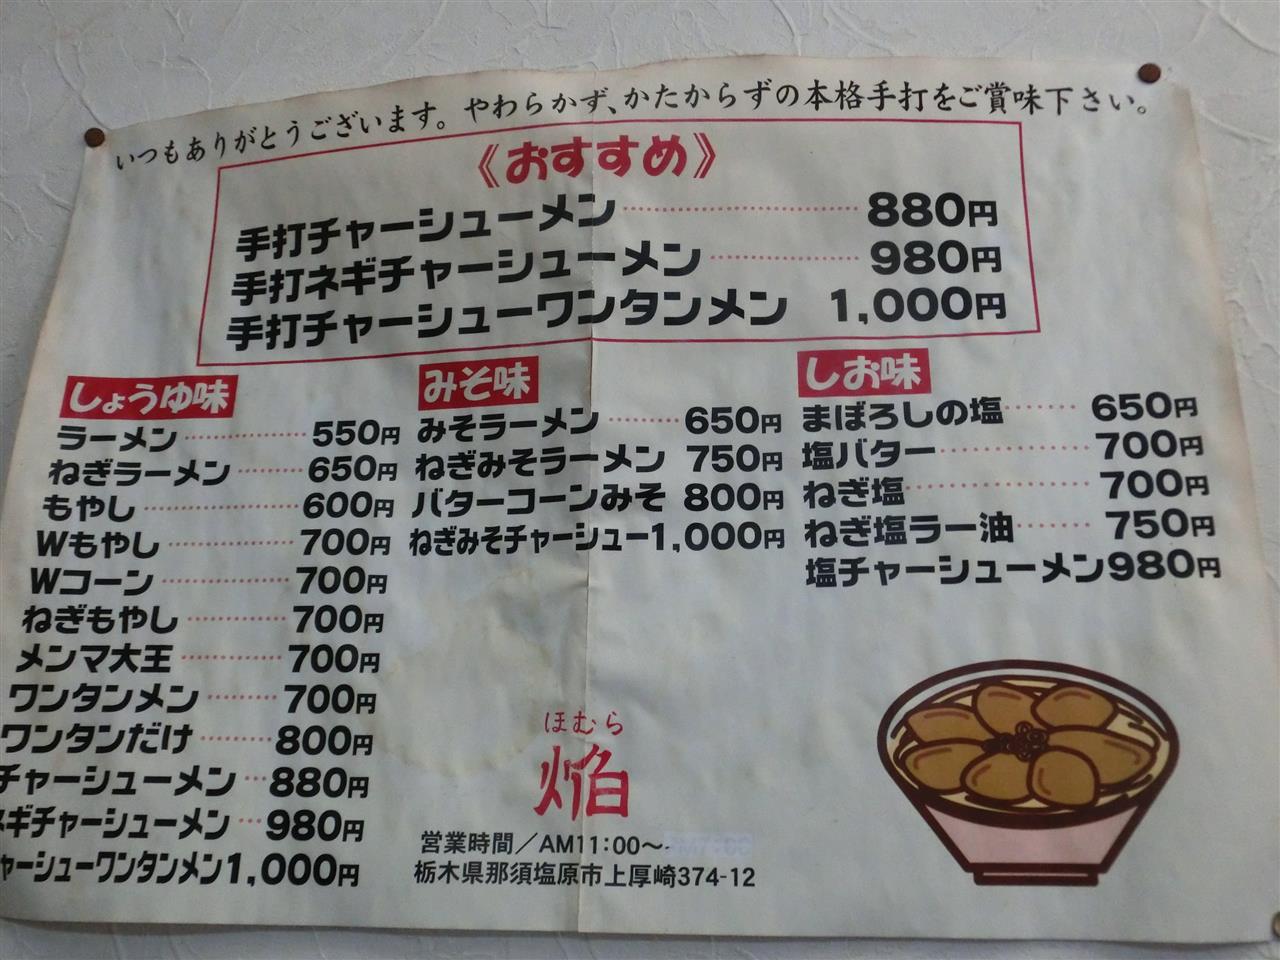 いつもありがとうございます。やわらかず、かたからずの本格手打をご賞味下さい。
《おすすめ》
手打チャーシューメン 880円
手打ネギチャーシューメン 980円
手打チャーシューワンタンメン 1,000円
しょうゆ味
ラーメン 550円
ねぎラーメン 650円
もやし 600円
Wもやし 700円
Wコーン 700円
ねぎもやし 700円
メンマ大王 700円
ワンタンメン 700円
ワンタンだけ 800円
チャーシューメン 880円
ネギチャーシューメン 980円
ャーシューワンタンメン 1,000円
みそ味
みそラーメン 650円
ねぎみそラーメン 750円
バターコーンみそ 800円
ねぎみそチャーシュー 1,000円
しお味
まぼろしの塩 650円
塩バター 700円
ねぎ塩 700円
ねぎ塩ラー油 750円
塩チャーシューメン 980円
ほむら
焔
営業時間/AM11:00〜
栃木県那須塩原市上厚崎374-12